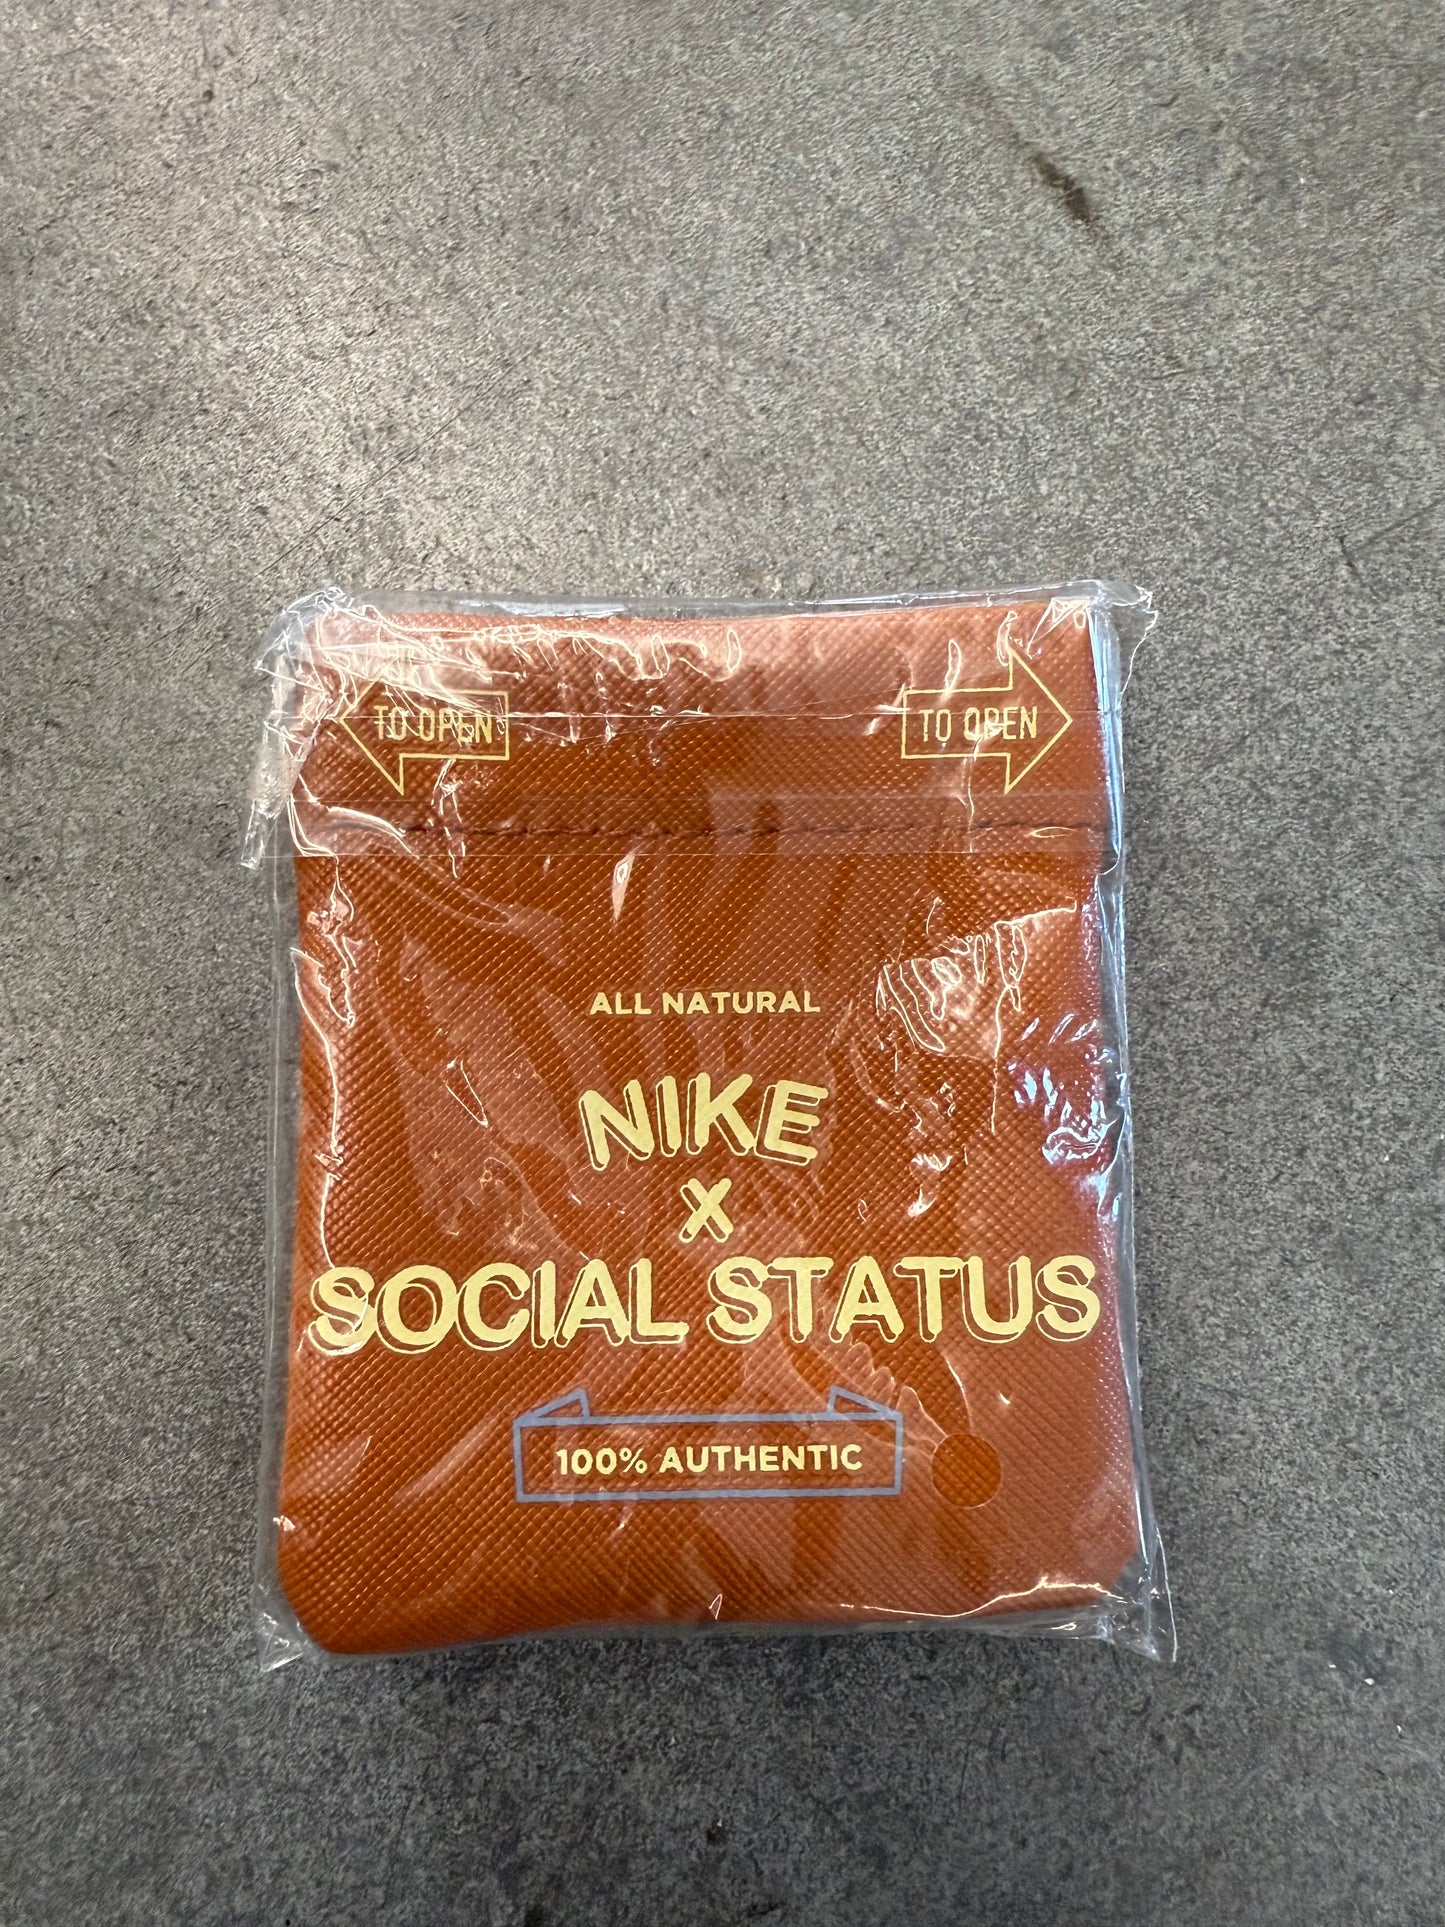 TO OPEN
TO OPEN
ALL NATURAL
NIKE
X
SOCIAL STATUS
100% AUTHENTIC